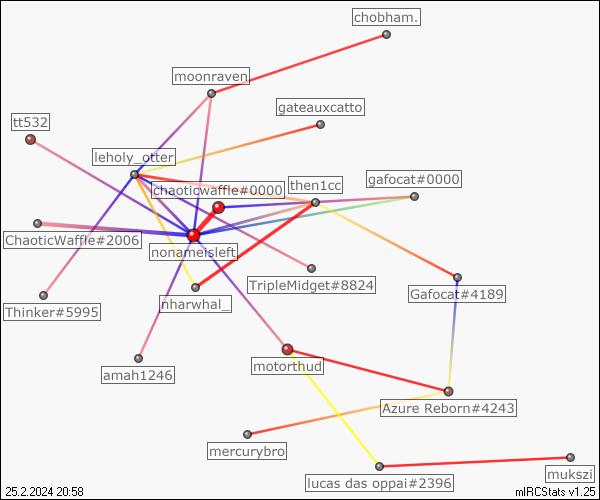 chobham.
moonraven
gateauxcatto
tt532
leholy_otter
chaoticwaffle#0000
then1cc
gafocat#0000
ChaoticWaffle#2006
nonameisleft
TripleMidget#8824
Gafocat#4189
Thinker#5995
nharwhal_
amah1246
motorthud
Azure Reborn#4243
mercurybro
lucas das oppai#2396
mukszi
25.2.2024 20:58
mIRCStats v1.25